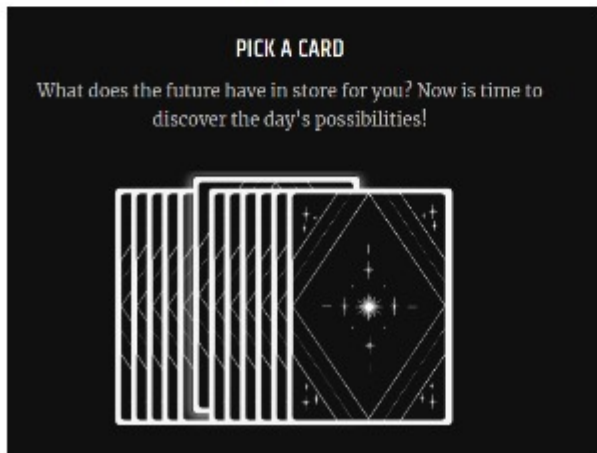 PICK A CARD
What does the future have in store for you? Now is time to
discover the day's possibilities!